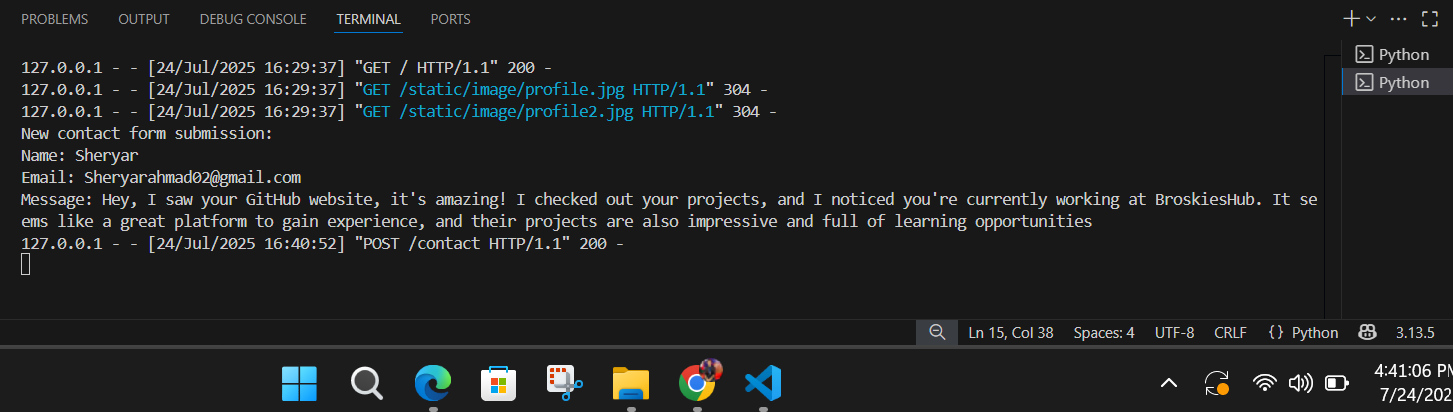 PROBLEMS OUTPUT DEBUG CONSOLE TERMINAL PORTS
127.0.0.1 - - [24/Jul/2025 16:29:37] "GET / HTTP/1.1" 200 -
127.0.0.1 - - [24/Jul/2025 16:29:37] "GET /static/image/profile.jpg HTTP/1.1" 304 -
127.0.0.1 - - [24/Jul/2025 16:29:37] "GET /static/image/profile2.jpg HTTP/1.1" 304 -
New contact form submission:
Name: Sheryar
Email: Sheryarahmad02@gmail.com
Message: Hey, I saw your GitHub website, it's amazing! I checked out your projects, and I noticed you're currently working at BroskiesHub. It se
ems like a great platform to gain experience, and their projects are also impressive and full of learning opportunities
127.0.0.1 - - [24/Jul/2025 16:40:52] "POST /contact HTTP/1.1" 200 -
Python
Python
Ln 15, Col 38 Spaces: 4 UTF-8 CRLF {} Python 3.13.5
4:41:06 PM
7/24/202